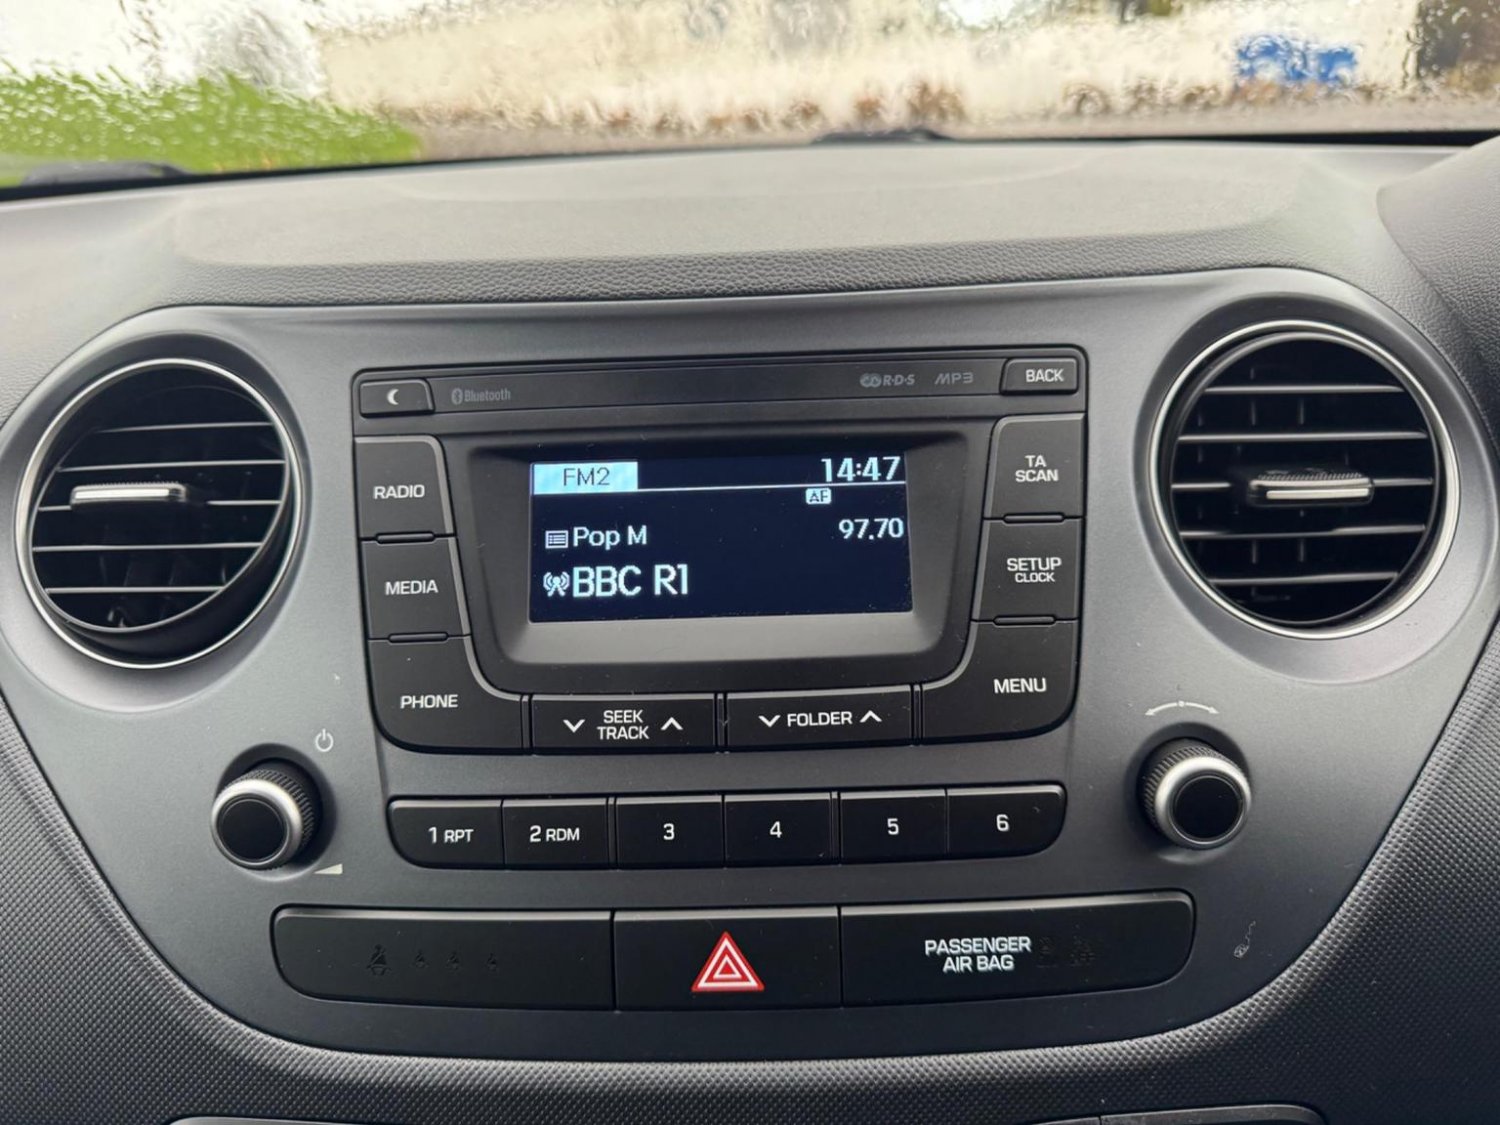 Bluetooth
R·D·S
MP3
BACK
RADIO
MEDIA
PHONE
FM2
14:47
AF
Pop M
97.70
BBC R1
TA
SCAN
SETUP
CLOCK
MENU
SEEK
TRACK
FOLDER
1 RPT
2 RDM
3
4
5
6
PASSENGER
AIR BAG